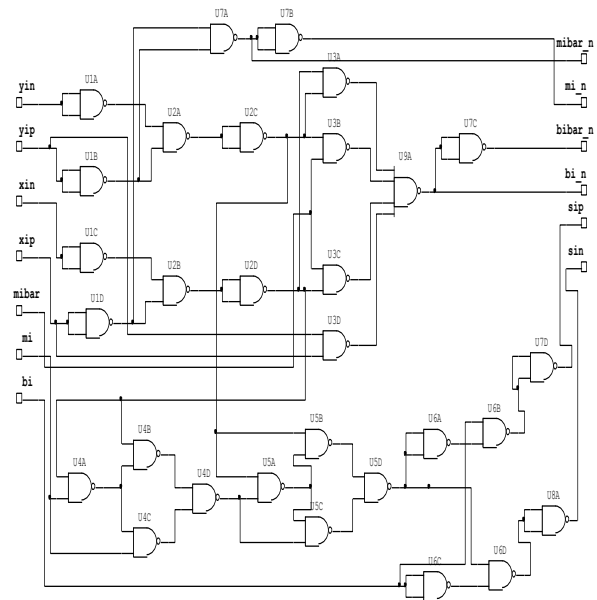 U7A U7B
mibar_n
U3A
yin U1A mi_n
U2A U2C
yip U3B U7C bibar_n
U1B U9A
bi_n
xin
sip
U1C
xip U2B U2D U3C sin
mibar U1D
U3D
mi
U7D
bi
U6B
U4B U5B U6A
U4A U4D U5A U5D
U8A
U4C U5C
U6C U6D